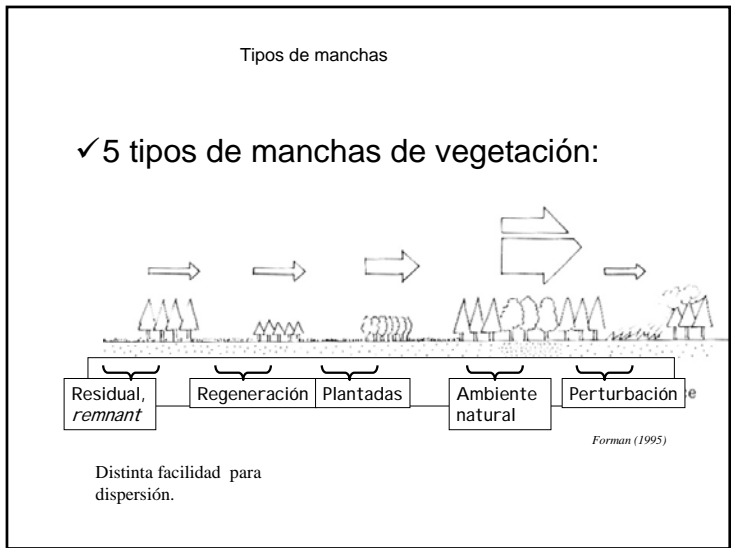 Tipos de manchas
✓5 tipos de manchas de vegetación:
Residual,
remnant
Regeneración
Plantadas
Ambiente
natural
Perturbación
Forman (1995)
Distinta facilidad para
dispersión.